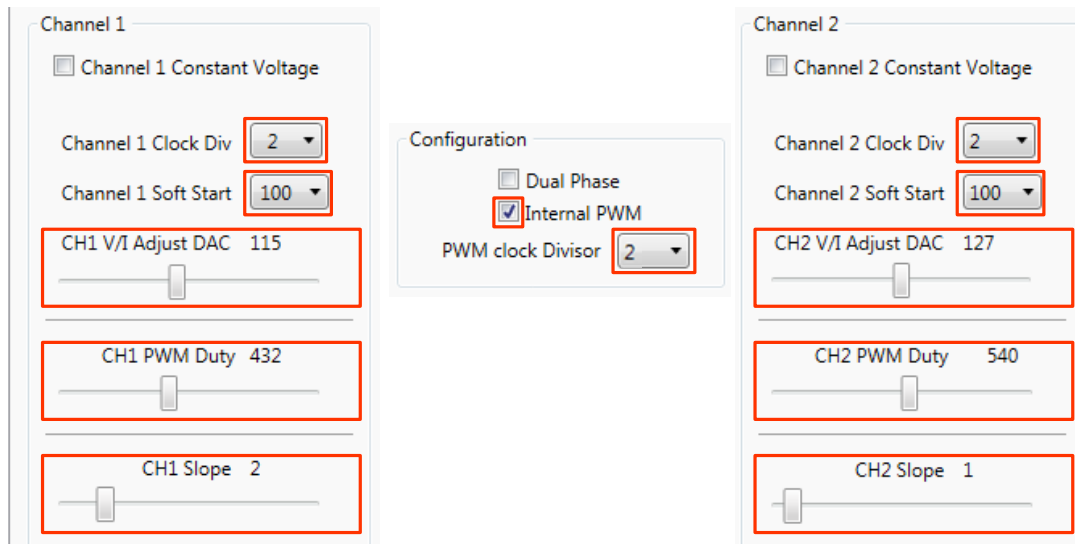 Channel 1
Channel 1 Constant Voltage
Channel 1 Clock Div 2
Channel 1 Soft Start 100
CH1 V/I Adjust DAC 115
CH1 PWM Duty 432
CH1 Slope 2
Configuration
Dual Phase
Internal PWM
PWM clock Divisor 2
Channel 2
Channel 2 Constant Voltage
Channel 2 Clock Div 2
Channel 2 Soft Start 100
CH2 V/I Adjust DAC 127
CH2 PWM Duty 540
CH2 Slope 1